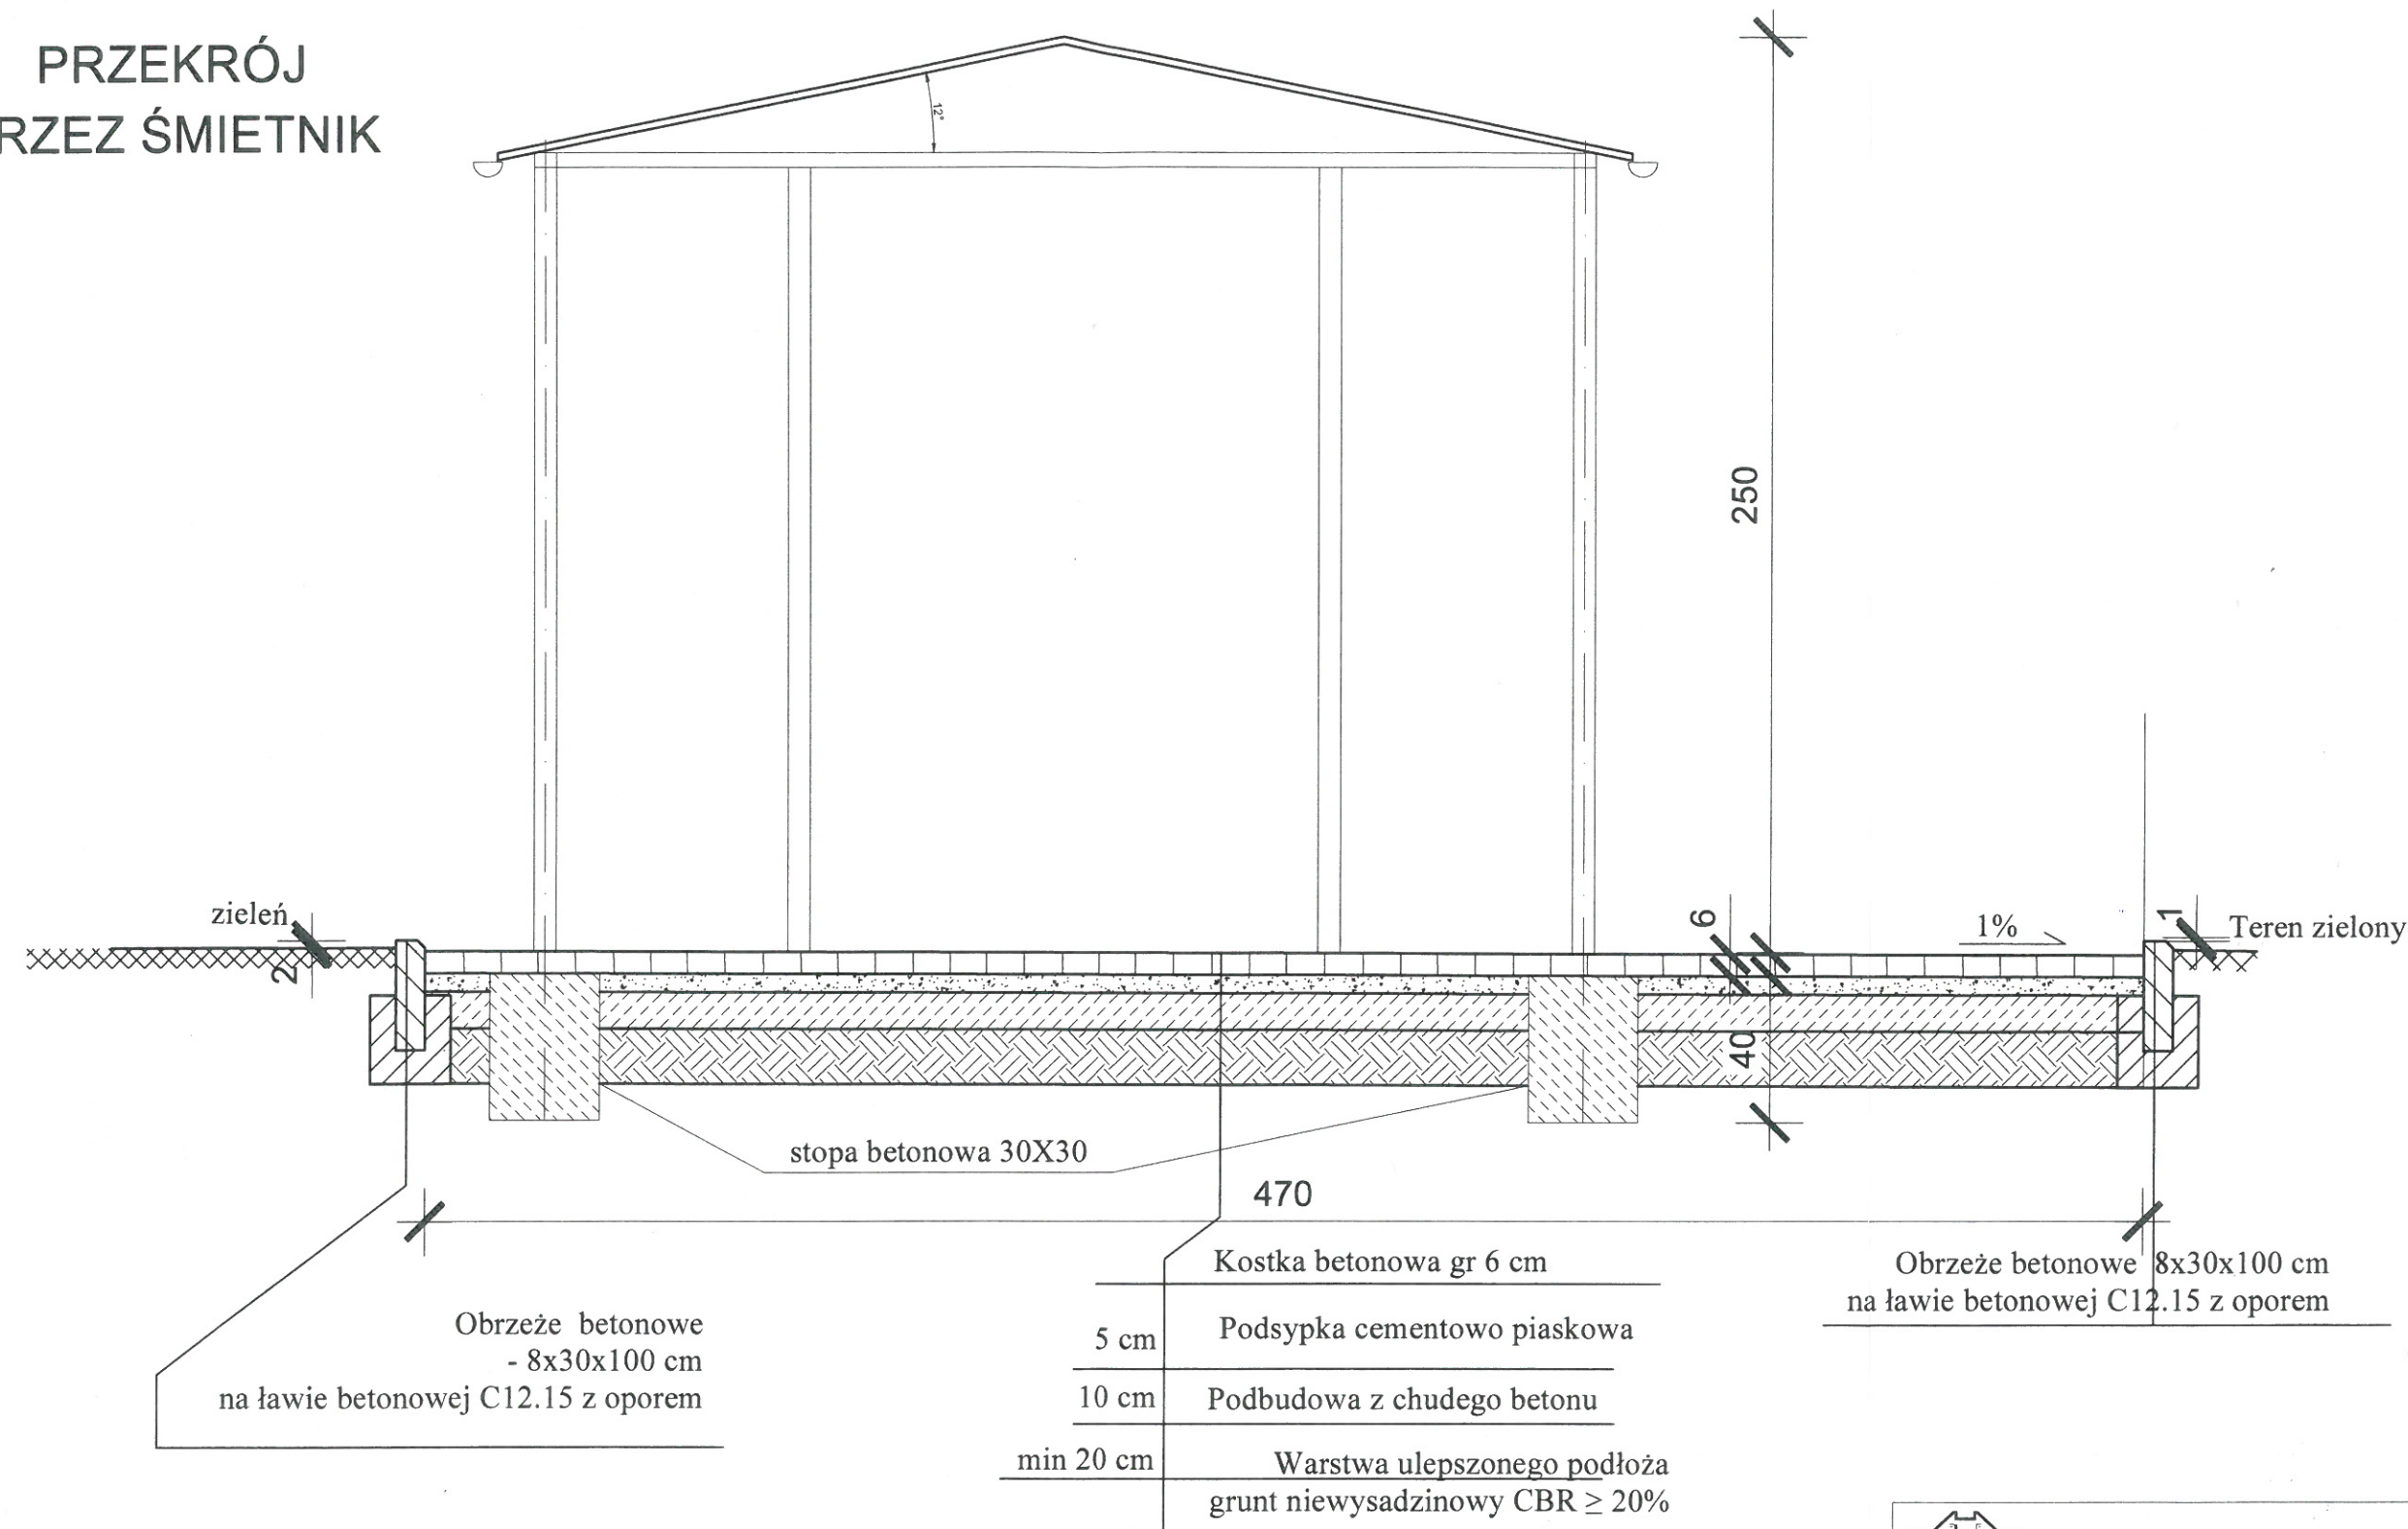 PRZEKRÓJ
RZEZ ŚMIETNIK
12°
250
zieleń
2
6
1%
1
Teren zielony
40
stopa betonowa 30X30
470
Kostka betonowa gr 6 cm
5 cm Podsypka cementowo piaskowa
10 cm Podbudowa z chudego betonu
min 20 cm Warstwa ulepszonego podłoża
grunt niewysadzinowy CBR ≥ 20%
Obrzeże betonowe
- 8x30x100 cm
na ławie betonowej C12.15 z oporem
Obrzeże betonowe 8x30x100 cm
na ławie betonowej C12.15 z oporem